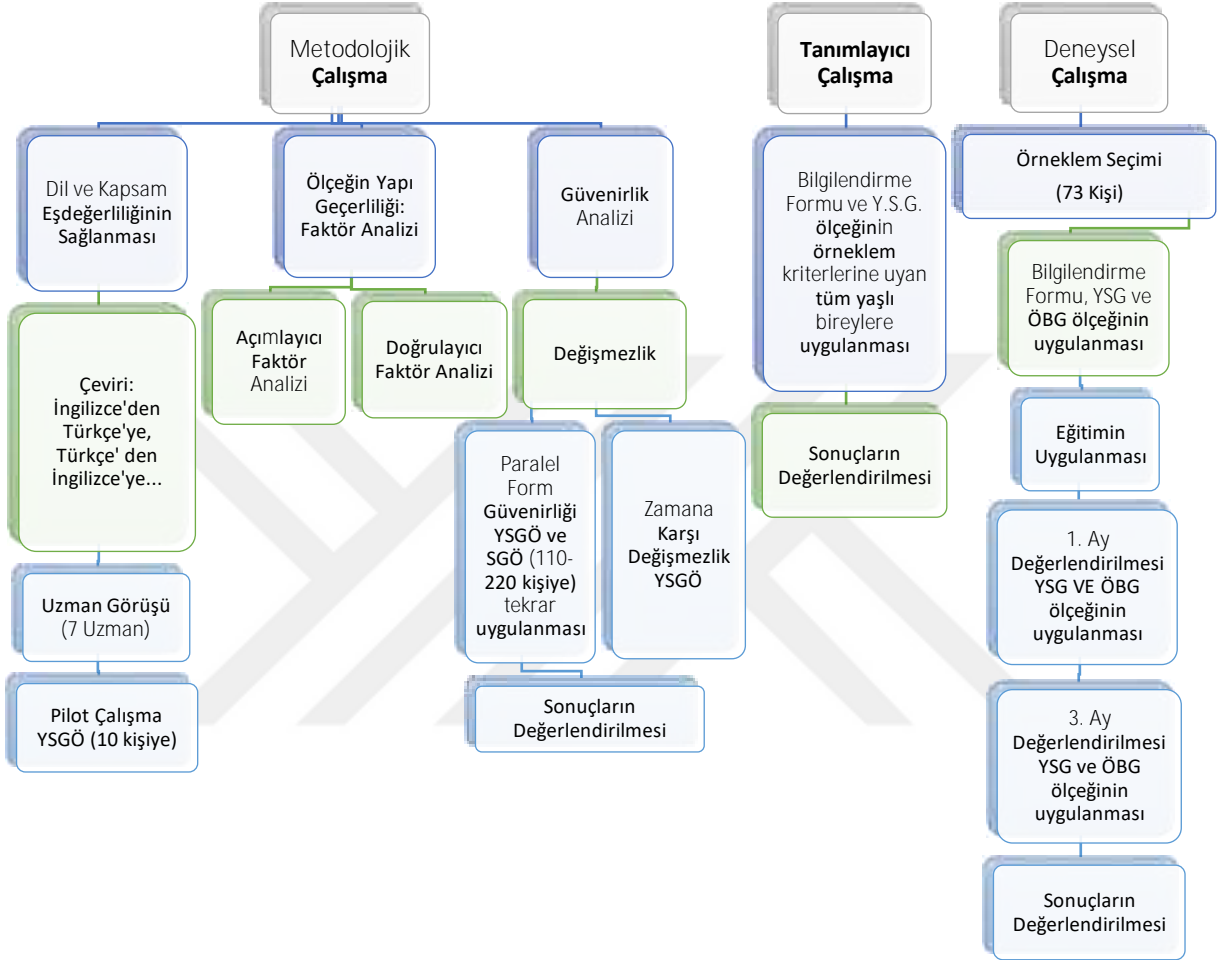 Metodolojik
Çalışma
Dil ve Kapsam
Eşdeğerliliğinin
Sağlanması
Çeviri:
İngilizce'den
Türkçe'ye,
Türkçe' den
İngilizce'ye...
Uzman Görüşü
(7 Uzman)
Pilot Çalışma
YSGÖ (10 kişiye)
Ölçeğin Yapı
Geçerliliği:
Faktör Analizi
Açımlayıcı
Faktör
Analizi
Doğrulayıcı
Faktör Analizi
Güvenirlik
Analizi
Değişmezlik
Paralel
Form
Güvenirliği
YSGÖ ve
SGÖ (110-
220 kişiye)
tekrar
uygulanması
Zamana
Karşı
Değişmezlik
YSGÖ
Sonuçların
Değerlendirilmesi
Tanımlayıcı
Çalışma
Bilgilendirme
Formu ve Y.S.G.
ölçeğinin
örneklem
kriterlerine uyan
tüm yaşlı
bireylere
uygulanması
Sonuçların
Değerlendirilmesi
Deneysel
Çalışma
Örneklem Seçimi
(73 Kişi)
Bilgilendirme
Formu, YSG ve
ÖBG ölçeğinin
uygulanması
Eğitimin
Uygulanması
1. Ay
Değerlendirilmesi
YSG VE ÖBG
ölçeğinin
uygulanması
3. Ay
Değerlendirilmesi
YSG ve ÖBG
ölçeğinin
uygulanması
Sonuçların
Değerlendirilmesi